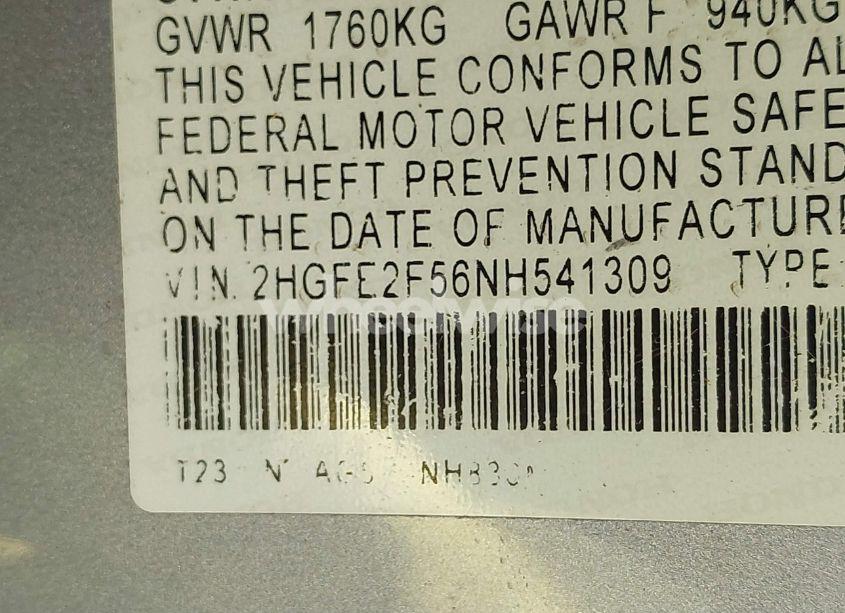 GVWR 1760KG GAWR F 940KG
THIS VEHICLE CONFORMS TO AL
FEDERAL MOTOR VEHICLE SAFE
AND THEFT PREVENTION STAND
ON THE DATE OF MANUFACTURE
VIN. 2HGFE2F56NH541309 TYPE:
T23